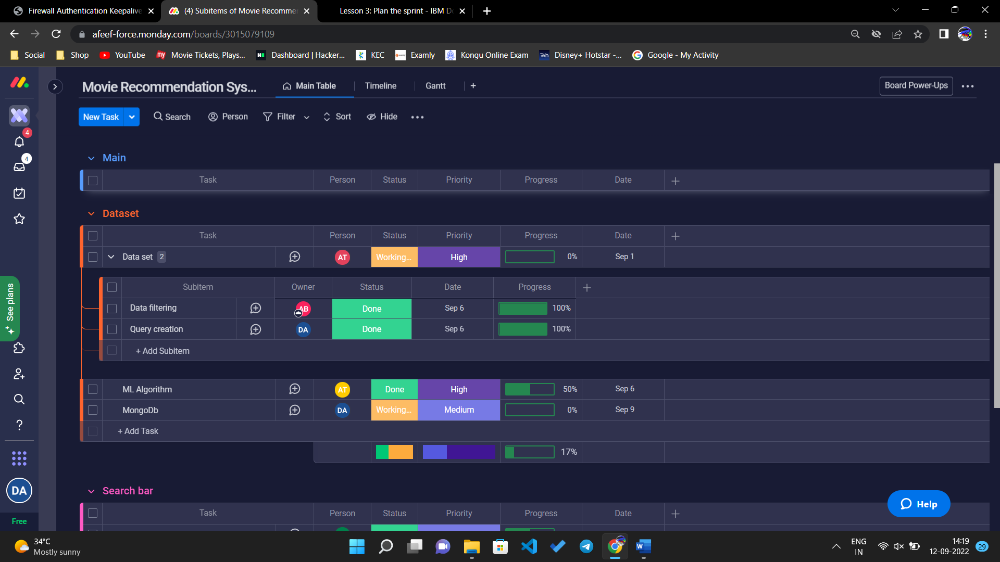 Firewall Authentication Keepalive
(4) Subitems of Movie Recomme
Lesson 3: Plan the sprint - IBM D
afeef-force.monday.com/boards/3015079109
Social
Shop
YouTube
my Movie Tickets, Plays...
Dashboard | Hacker...
KEC
Examly
Kongu Online Exam
Disney+ Hotstar -...
Google - My Activity
Movie Recommendation Sys...
Main Table
Timeline
Gantt
+
Board Power-Ups
New Task
Search
Person
Filter
Sort
Hide
4
4
Main
Task Person Status Priority Progress Date
Dataset
Task Person Status Priority Progress Date
Data set 2 AT Working... High 0% Sep 1
Subitem Owner Status Date Progress
Data filtering AB Done Sep 6 100%
Query creation DA Done Sep 6 100%
+ Add Subitem
ML Algorithm AT Done High 50% Sep 6
MongoDb DA Working... Medium 0% Sep 9
+ Add Task
17%
Search bar
Task Person Status Priority Progress Date
See plans
DA
Free
Help
34°C
Mostly sunny
ENG
IN
14:19
12-09-2022
29